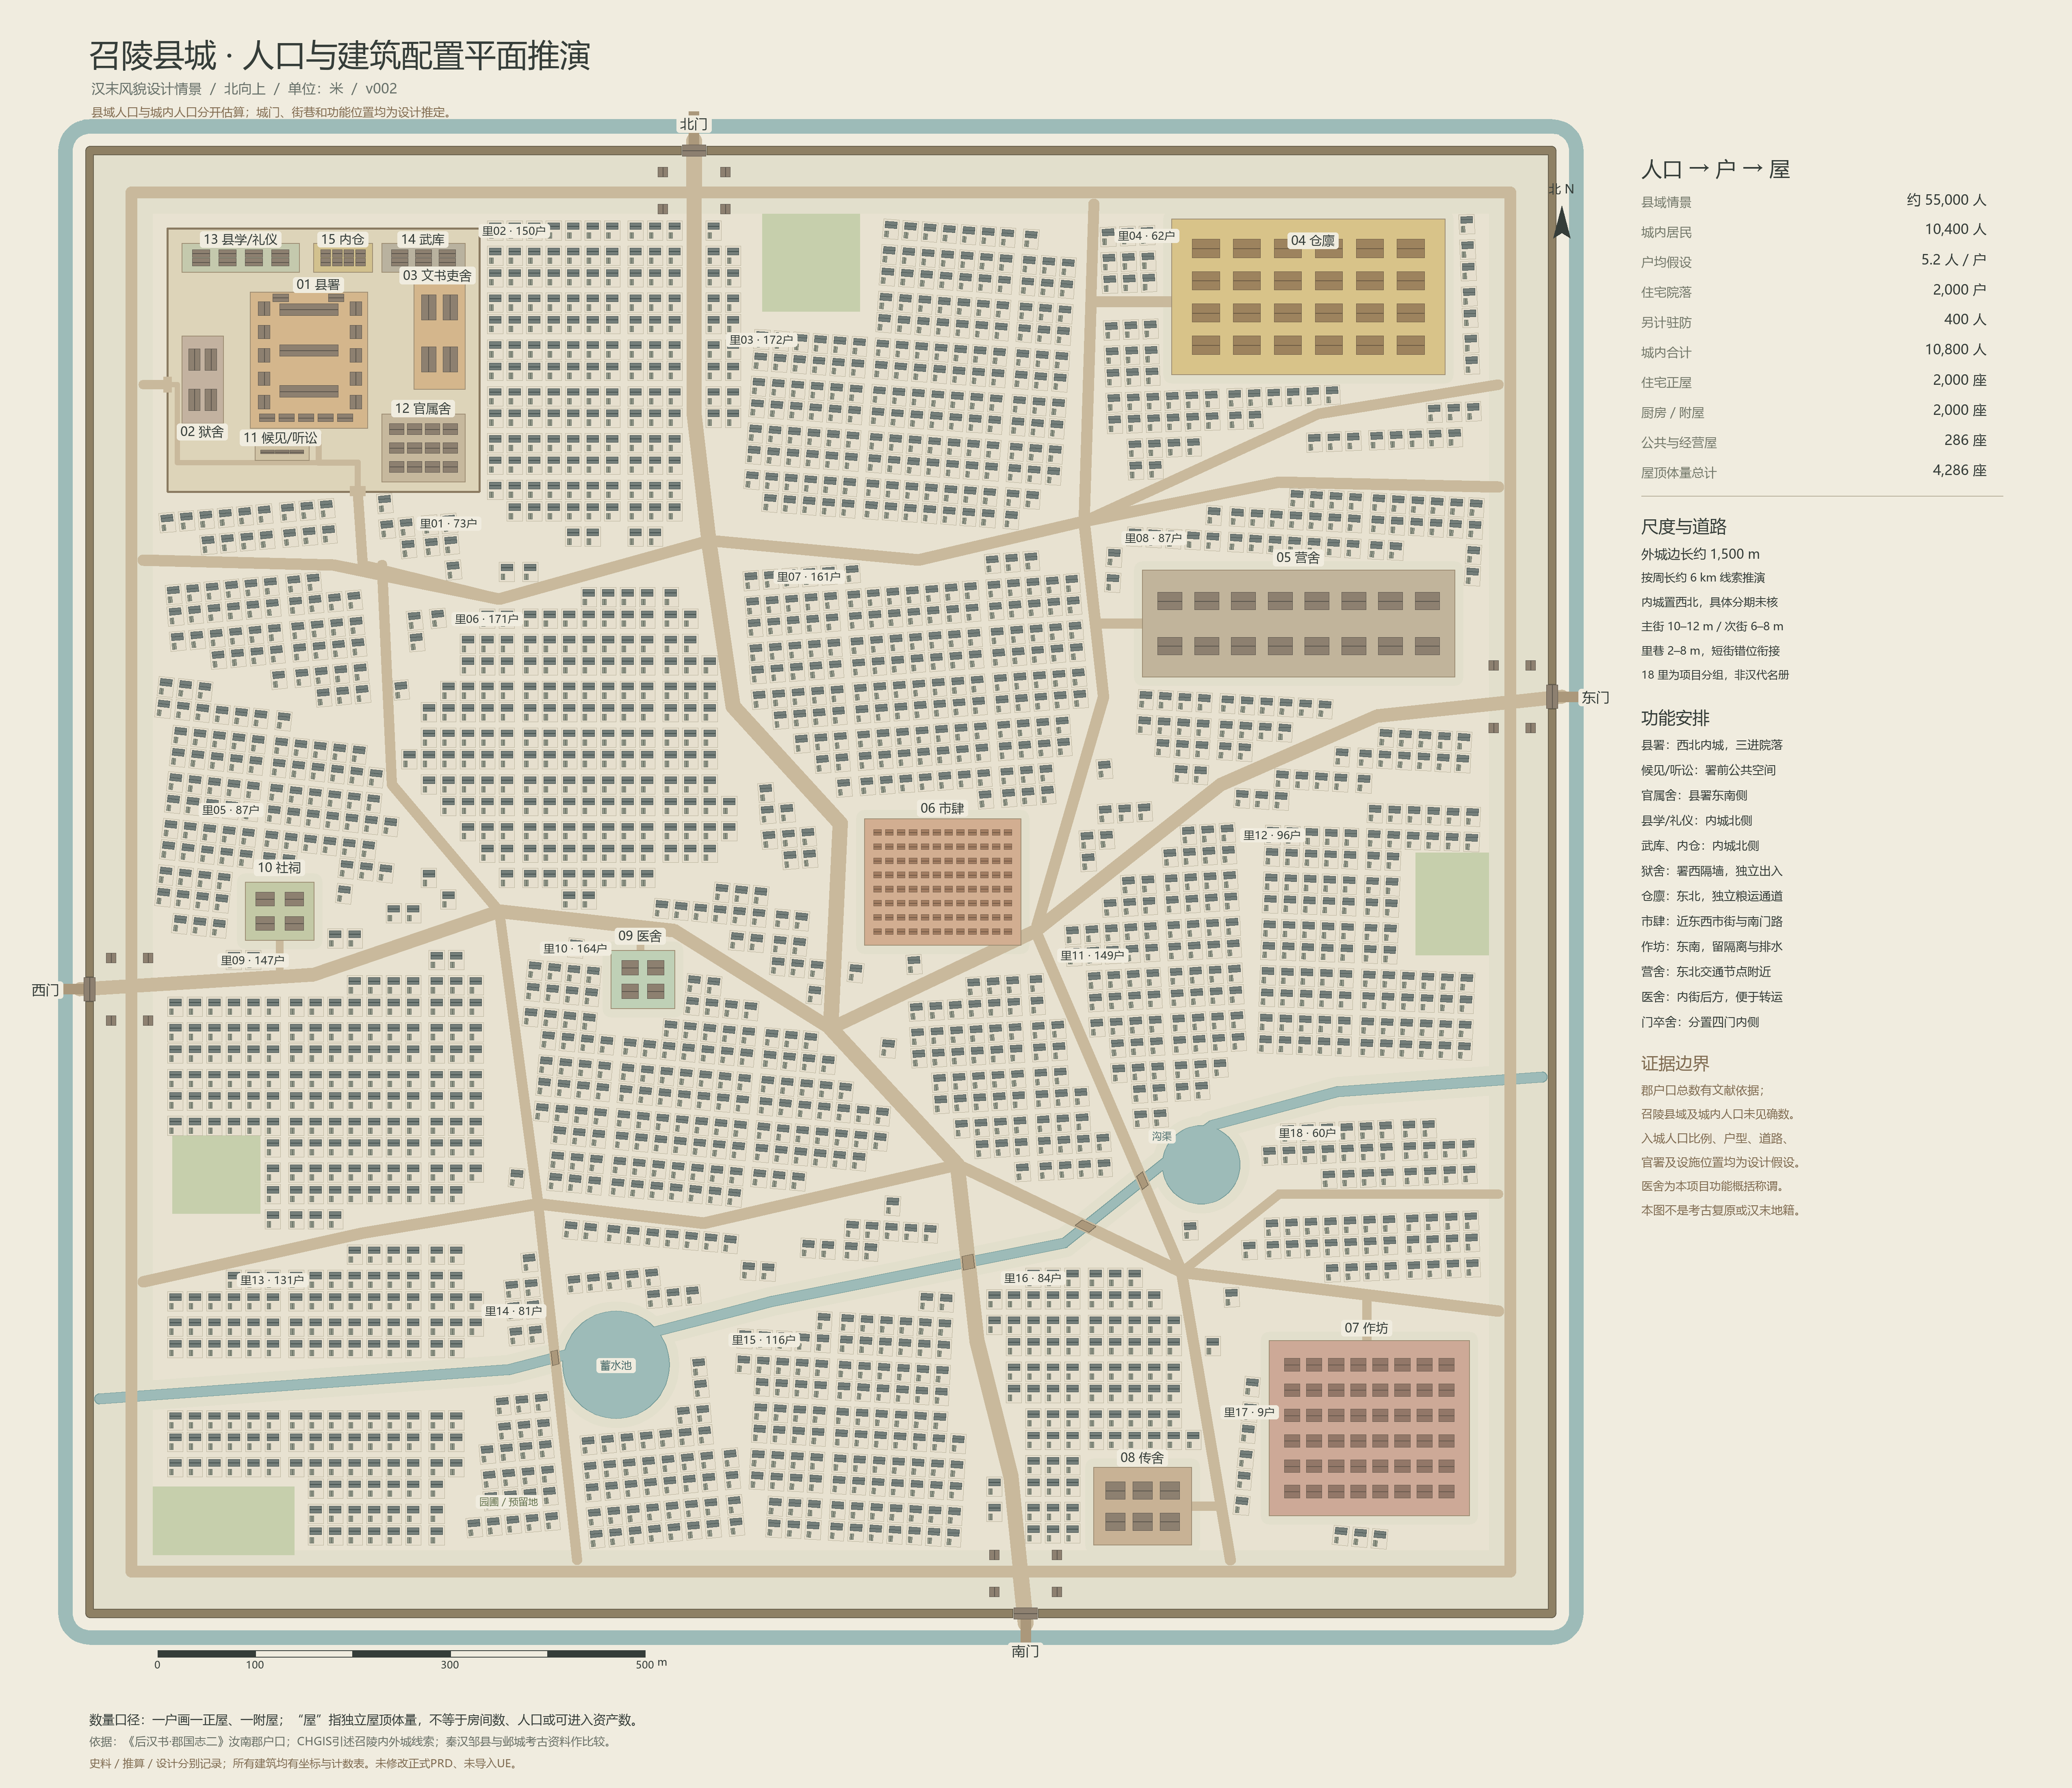 召陵县城 · 人口与建筑配置平面推演
汉末风貌设计情景 / 北向上 / 单位：米 / v002
县域人口与城内人口分开估算；城门、街巷和功能位置均为设计推定。
北门
北 N
13 县学/礼仪
15 内仓
14 武库
里02 · 150户
里04 · 62户
04 仓廪
03 文书吏舍
01 县署
里03 · 172户
12 官属舍
02 狱舍
11 候见/听讼
里01 · 73户
里08 · 87户
05 营舍
里07 · 161户
里06 · 171户
东门
里05 · 87户
06 市肆
里12 · 96户
10 社祠
09 医舍
里10 · 164户
里09 · 147户
里11 · 149户
西门
沟渠
里18 · 60户
里13 · 131户
里16 · 84户
里14 · 81户
里15 · 116户
07 作坊
蓄水池
里17 · 9户
08 传舍
园圃 / 预留地
南门
0
100
300
500 m
人口 → 户 → 屋
县域情景 约 55,000 人
城内居民 10,400 人
户均假设 5.2 人 / 户
住宅院落 2,000 户
另计驻防 400 人
城内合计 10,800 人
住宅正屋 2,000 座
厨房 / 附屋 2,000 座
公共与经营屋 286 座
屋顶体量总计 4,286 座
尺度与道路
外城边长约 1,500 m
按周长约 6 km 线索推演
内城置西北，具体分期未核
主街 10–12 m / 次街 6–8 m
里巷 2–8 m，短街错位衔接
18 里为项目分组，非汉代名册
功能安排
县署：西北内城，三进院落
候见/听讼：署前公共空间
官属舍：县署东南侧
县学/礼仪：内城北侧
武库、内仓：内城北侧
狱舍：署西隔墙，独立出入
仓廪：东北，独立粮运通道
市肆：近东西市街与南门路
作坊：东南，留隔离与排水
营舍：东北交通节点附近
医舍：内街后方，便于转运
门卒舍：分置四门内侧
证据边界
郡户口总数有文献依据；
召陵县域及城内人口未见确数。
入城人口比例、户型、道路、
官署及设施位置均为设计假设。
医舍为本项目功能概括称谓。
本图不是考古复原或汉末地籍。
数量口径：一户画一正屋、一附屋；“屋”指独立屋顶体量，不等于房间数、人口或可进入资产数。
依据：《后汉书·郡国志二》汝南郡户口；CHGIS引述召陵内外城线索；秦汉邹县与邺城考古资料作比较。
史料 / 推算 / 设计分别记录；所有建筑均有坐标与计数表。未修改正式PRD、未导入UE。